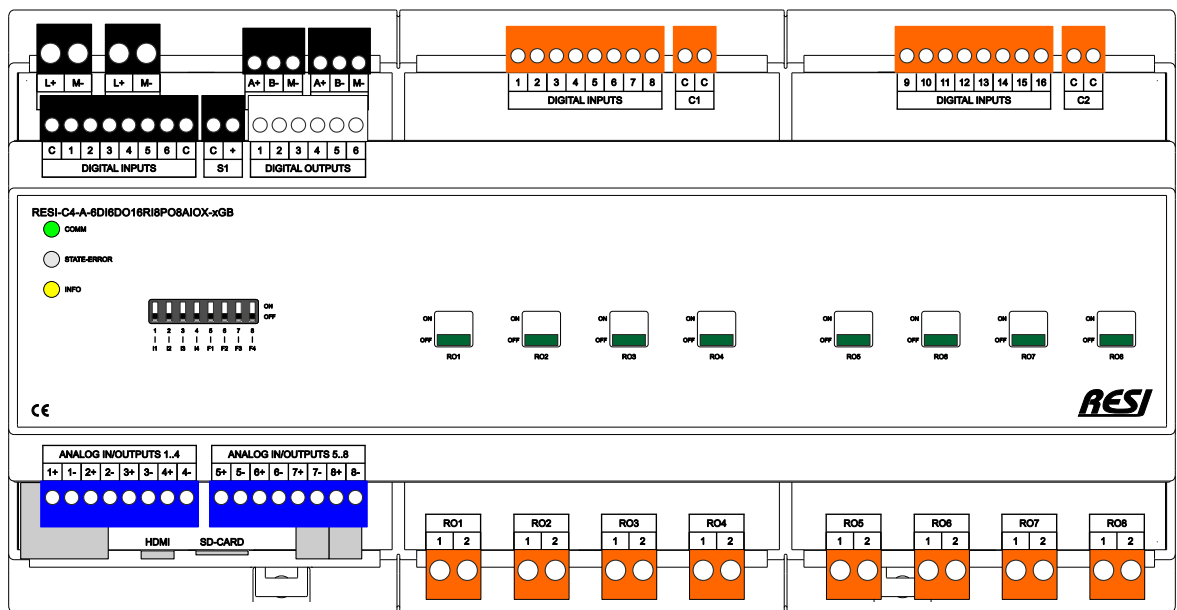 L+ M- L+ M- A+ B- M- A+ B- M- 1 2 3 4 5 6 7 8 C C 9 10 11 12 13 14 15 16 C C
DIGITAL INPUTS C1 DIGITAL INPUTS C2
C 1 2 3 4 5 6 C C + 1 2 3 4 5 6
DIGITAL INPUTS S1 DIGITAL OUTPUTS
RESI-C4-A-6DI6DO16RI8PO8AIOX-xGB
COMM
STATE-ERROR
INFO
ON
OFF
1 2 3 4 5 6 7 8
I1 I2 I3 I4 F1 F2 F3 F4
ON ON ON ON ON ON ON ON
OFF OFF OFF OFF OFF OFF OFF OFF
RO1 RO2 RO3 RO4 RO5 RO6 RO7 RO8
CE
RESI
ANALOG IN/OUTPUTS 1..4 ANALOG IN/OUTPUTS 5..8
1+ 1- 2+ 2- 3+ 3- 4+ 4- 5+ 5- 6+ 6- 7+ 7- 8+ 8-
RO1 RO2 RO3 RO4 RO5 RO6 RO7 RO8
1 2 1 2 1 2 1 2 1 2 1 2 1 2 1 2
HDMI SD-CARD